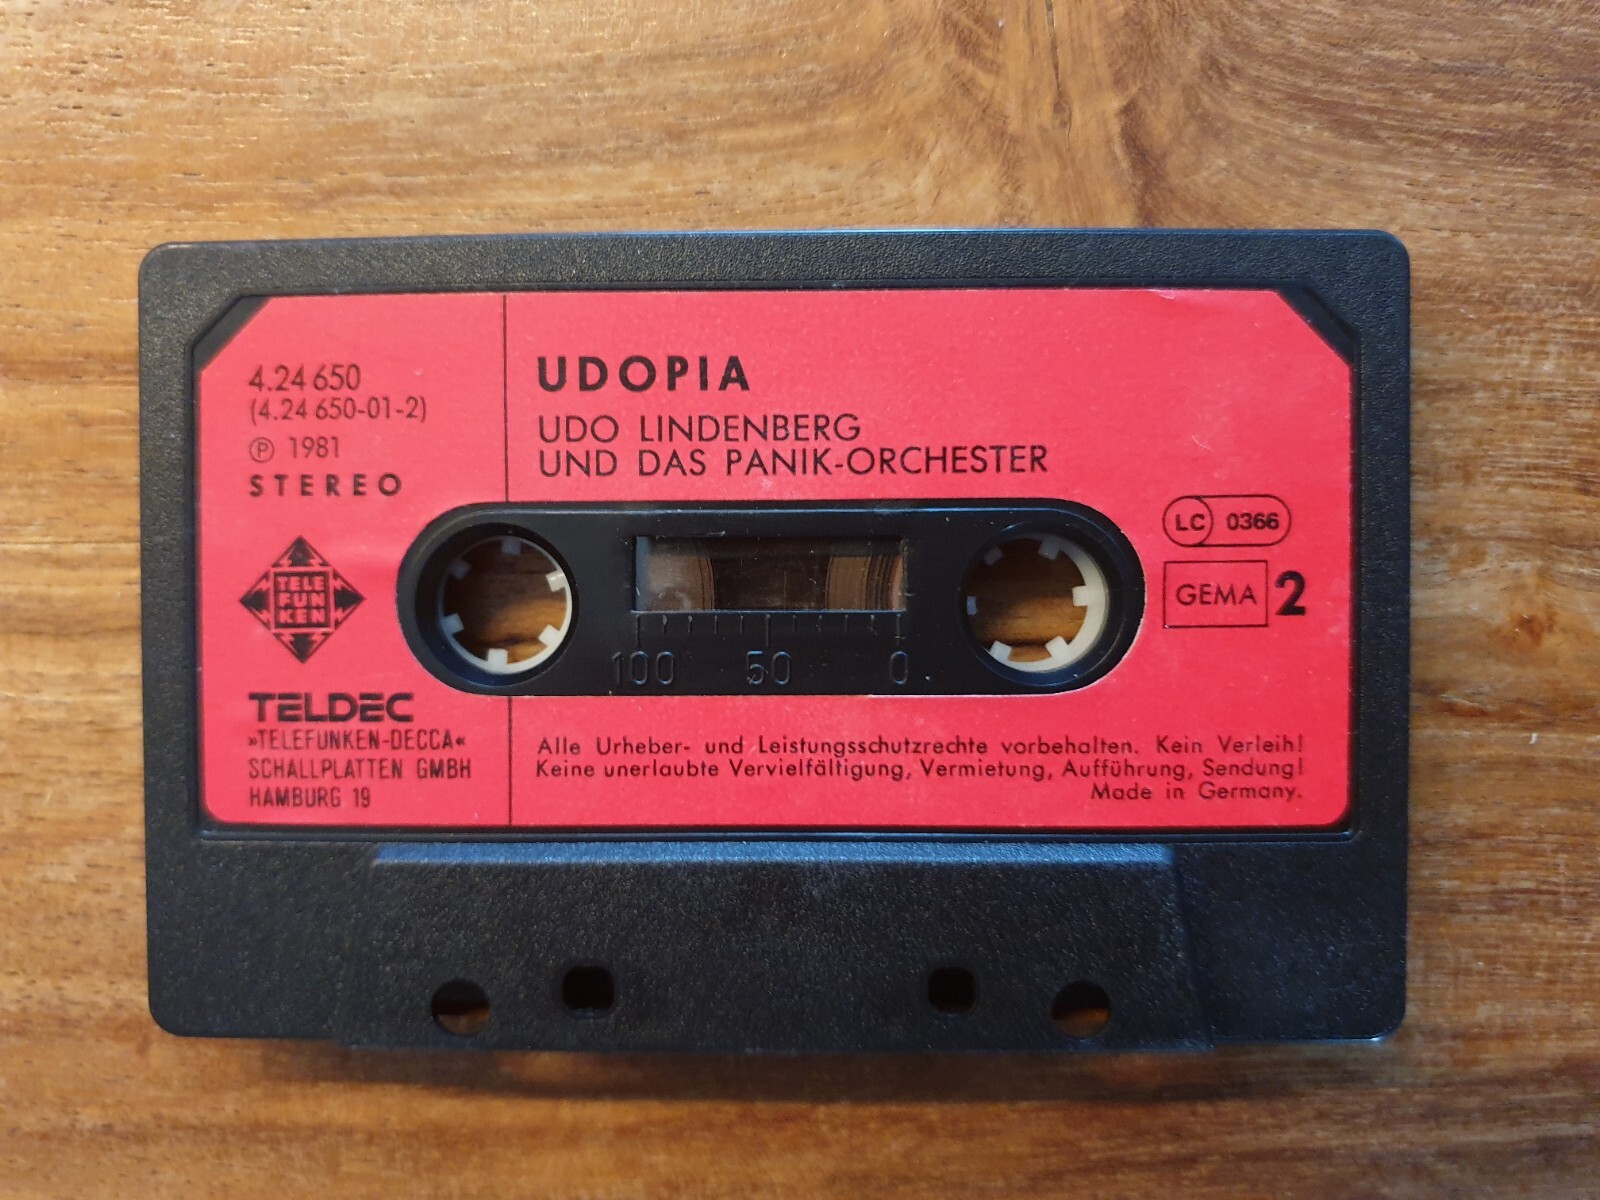 4.24 650
(4.24 650-01-2)
℗ 1981
STEREO
TELE
FUN
KEN
TELDEC
»TELEFUNKEN-DECCA«
SCHALLPLATTEN GMBH
HAMBURG 19
UDOPIA
UDO LINDENBERG
UND DAS PANIK-ORCHESTER
LC 0366
GEMA 2
100 50 0
Alle Urheber- und Leistungsschutzrechte vorbehalten. Kein Verleih!
Keine unerlaubte Vervielfältigung, Vermietung, Aufführung, Sendung!
Made in Germany.